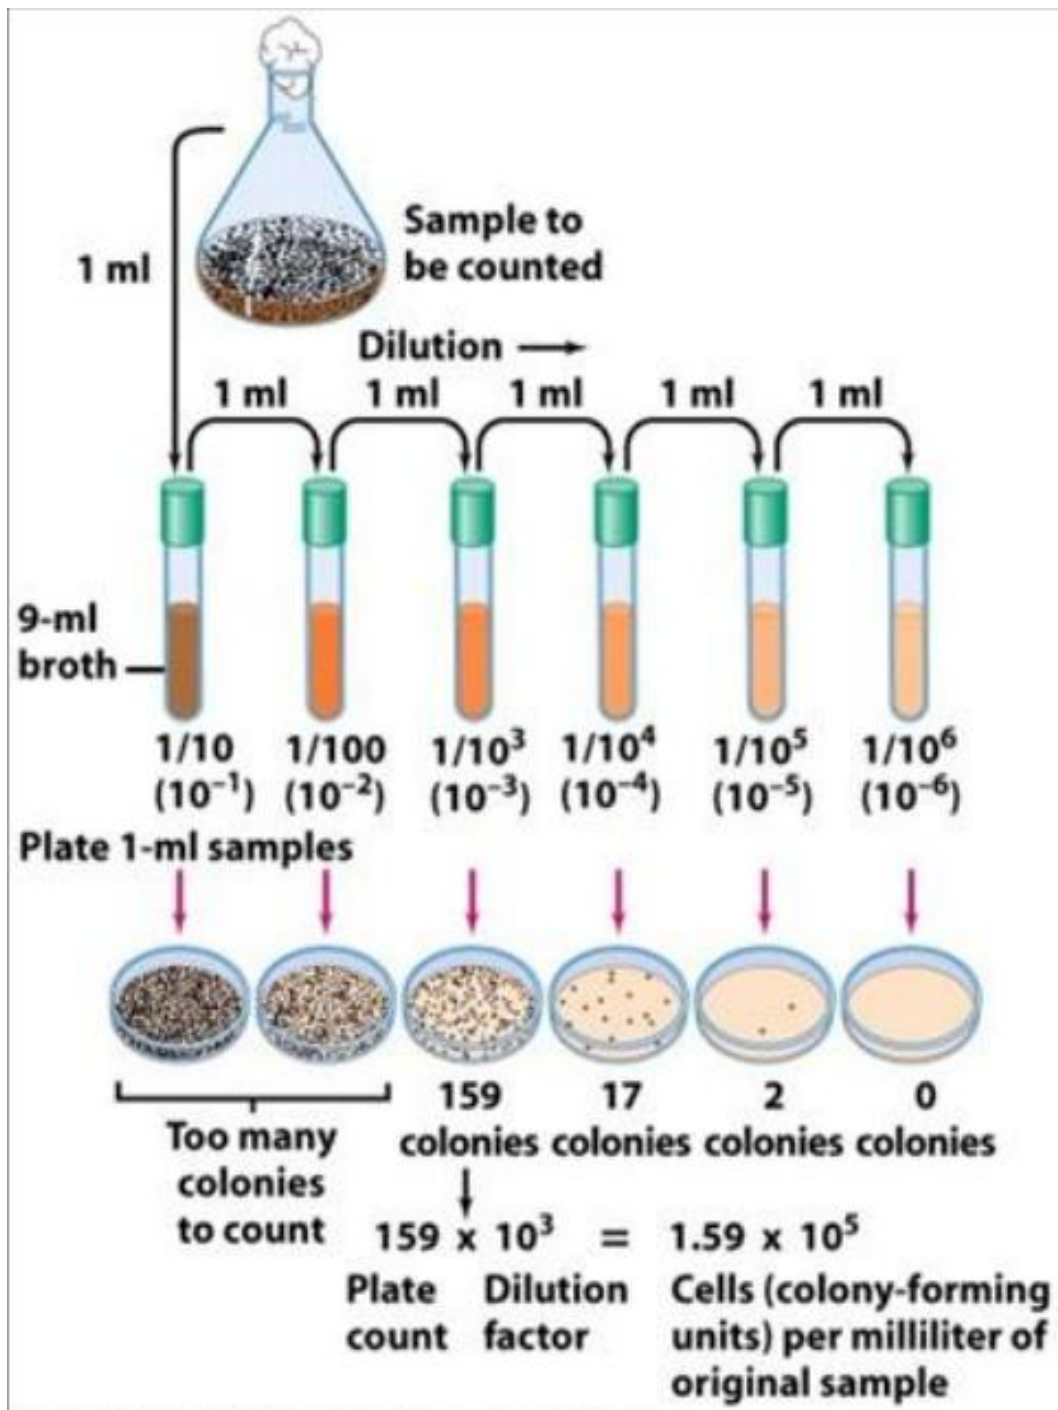 Sample to
be counted
1 ml
Dilution →
1 ml 1 ml 1 ml 1 ml 1 ml
9-ml
broth
1/10 1/100 1/10³ 1/10⁴ 1/10⁵ 1/10⁶
(10⁻¹) (10⁻²) (10⁻³) (10⁻⁴) (10⁻⁵) (10⁻⁶)
Plate 1-ml samples
159 17 2 0
colonies colonies colonies colonies
Too many
colonies
to count
159 x 10³ = 1.59 x 10⁵
Plate
count
Dilution
factor
Cells (colony-forming
units) per milliliter of
original sample